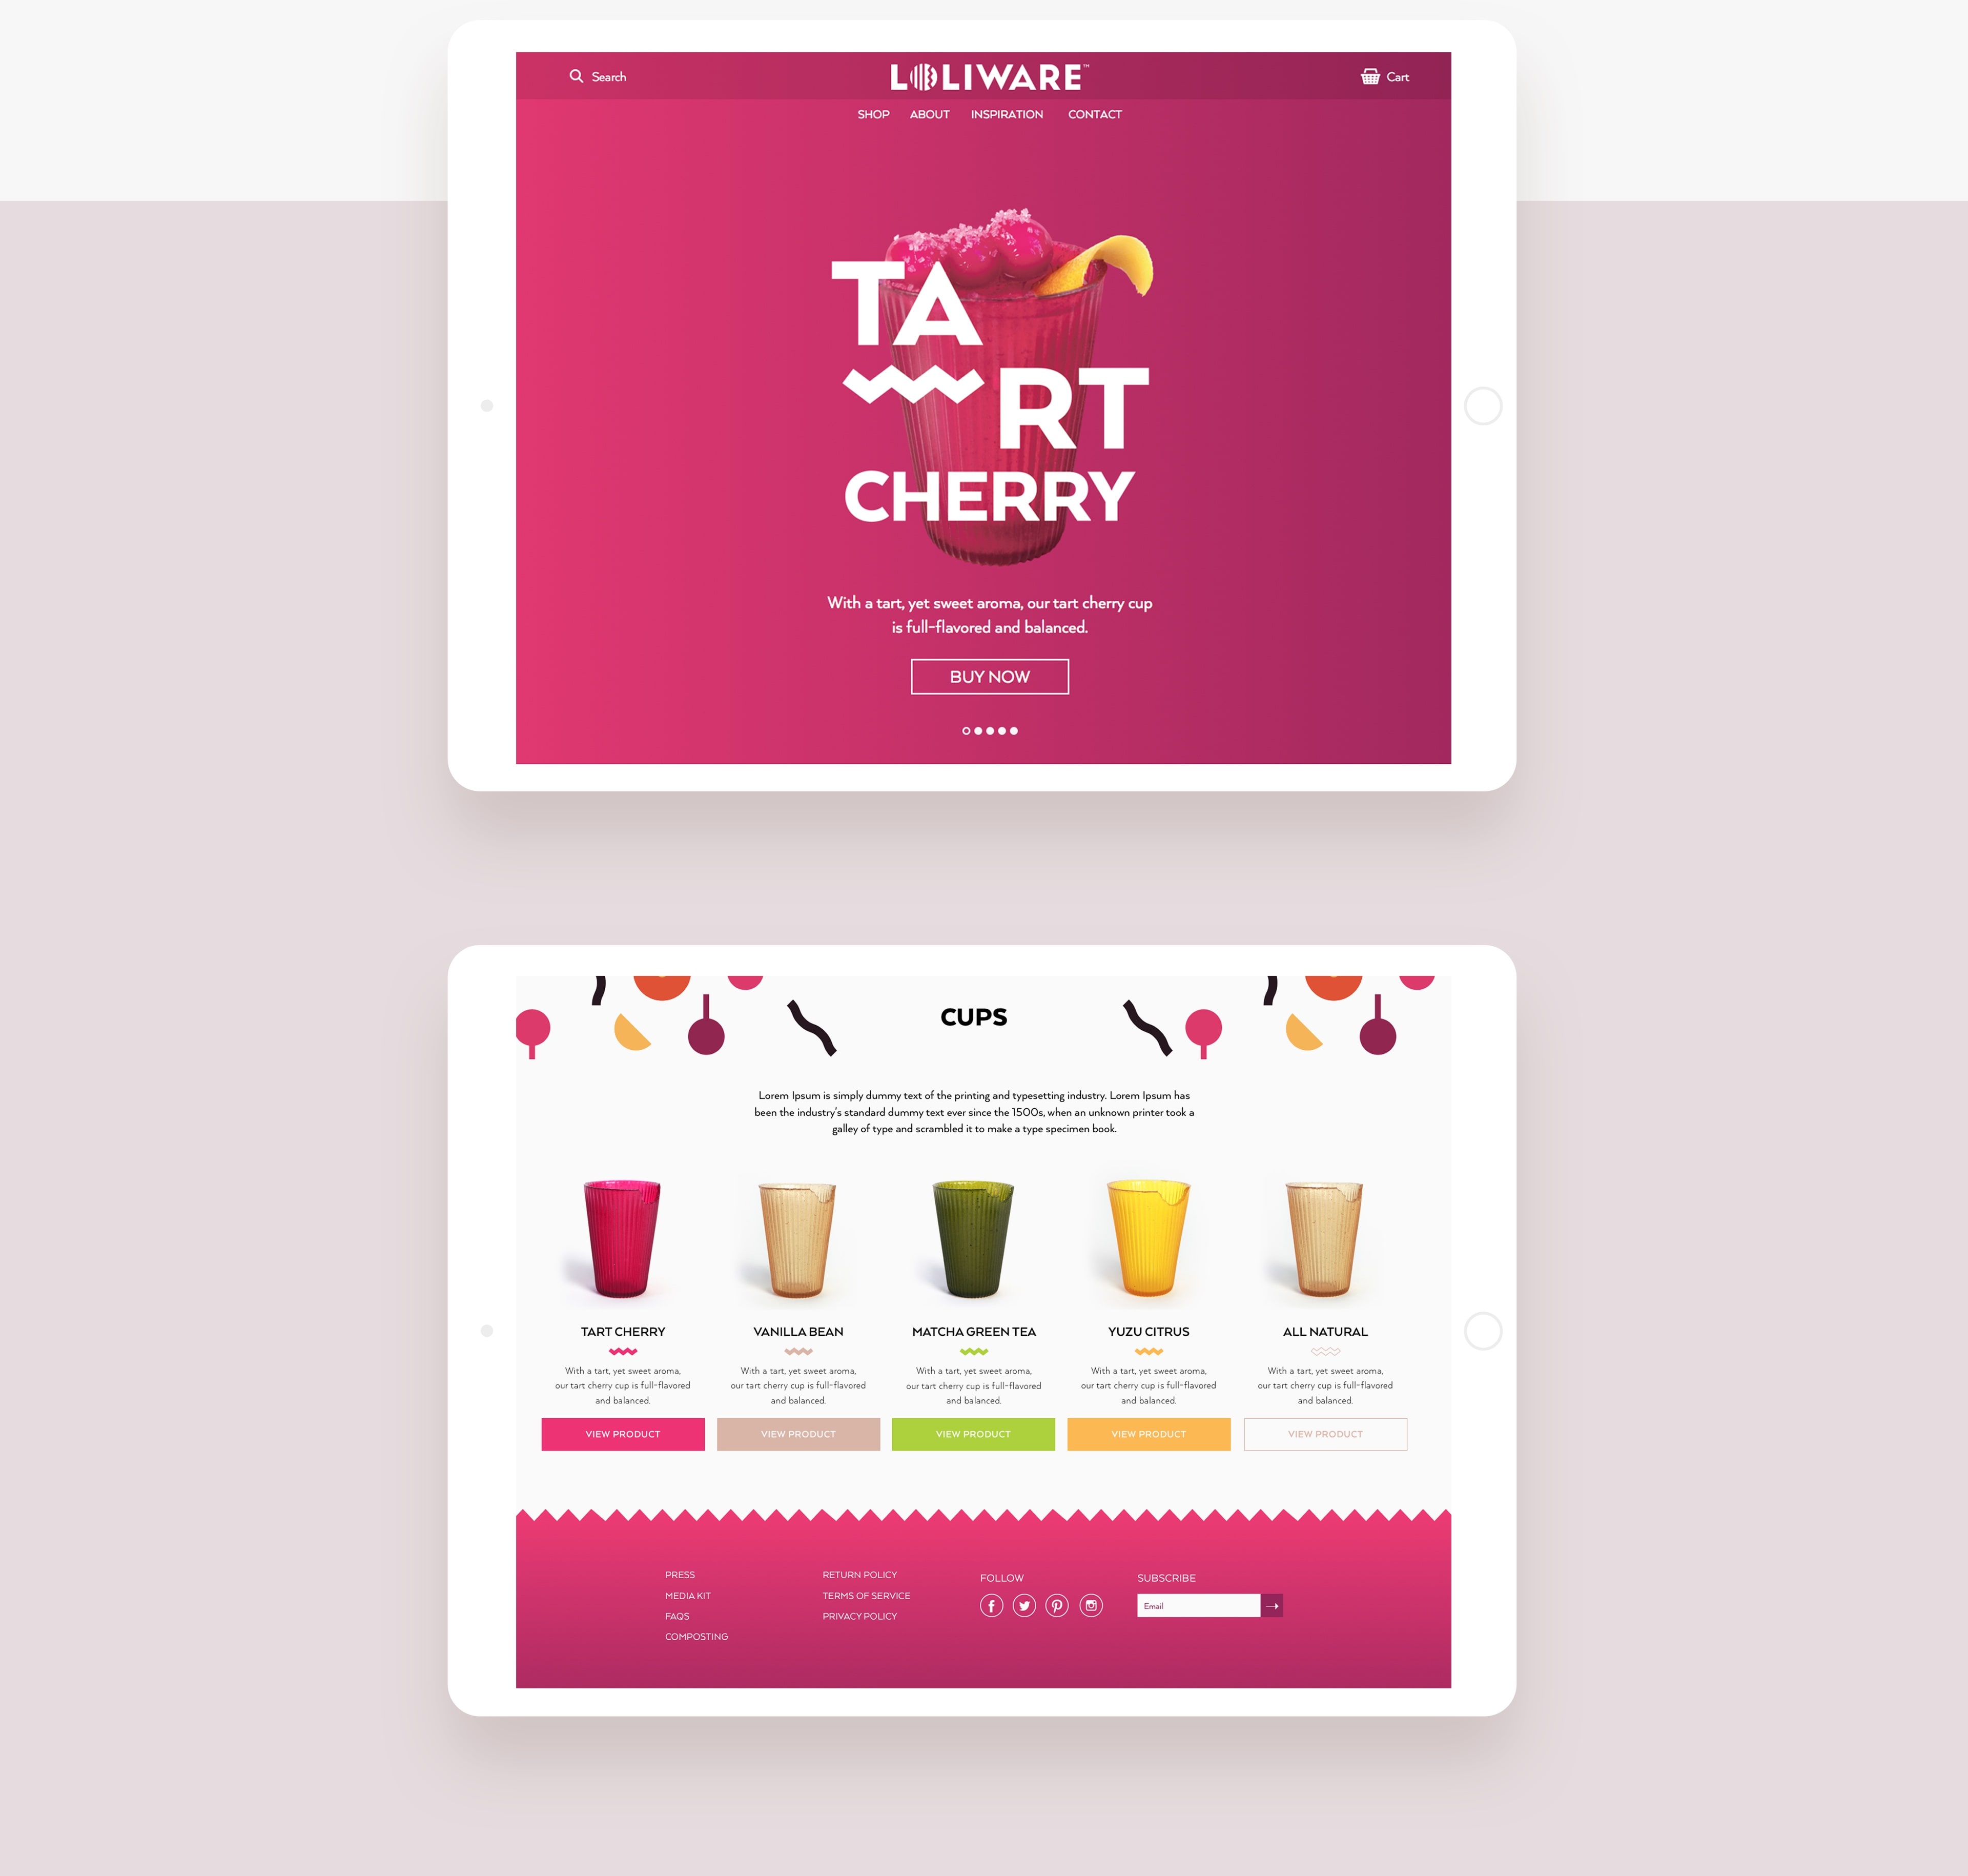 Search
LOLIWARE™
Cart
SHOP ABOUT INSPIRATION CONTACT
TA
RT
CHERRY
With a tart, yet sweet aroma, our tart cherry cup
is full-flavored and balanced.
BUY NOW
CUPS
Lorem Ipsum is simply dummy text of the printing and typesetting industry. Lorem Ipsum has
been the industry's standard dummy text ever since the 1500s, when an unknown printer took a
galley of type and scrambled it to make a type specimen book.
TART CHERRY
With a tart, yet sweet aroma,
our tart cherry cup is full-flavored
and balanced.
VIEW PRODUCT
VANILLA BEAN
With a tart, yet sweet aroma,
our tart cherry cup is full-flavored
and balanced.
VIEW PRODUCT
MATCHA GREEN TEA
With a tart, yet sweet aroma,
our tart cherry cup is full-flavored
and balanced.
VIEW PRODUCT
YUZU CITRUS
With a tart, yet sweet aroma,
our tart cherry cup is full-flavored
and balanced.
VIEW PRODUCT
ALL NATURAL
With a tart, yet sweet aroma,
our tart cherry cup is full-flavored
and balanced.
VIEW PRODUCT
PRESS
MEDIA KIT
FAQS
COMPOSTING
RETURN POLICY
TERMS OF SERVICE
PRIVACY POLICY
FOLLOW
SUBSCRIBE
Email